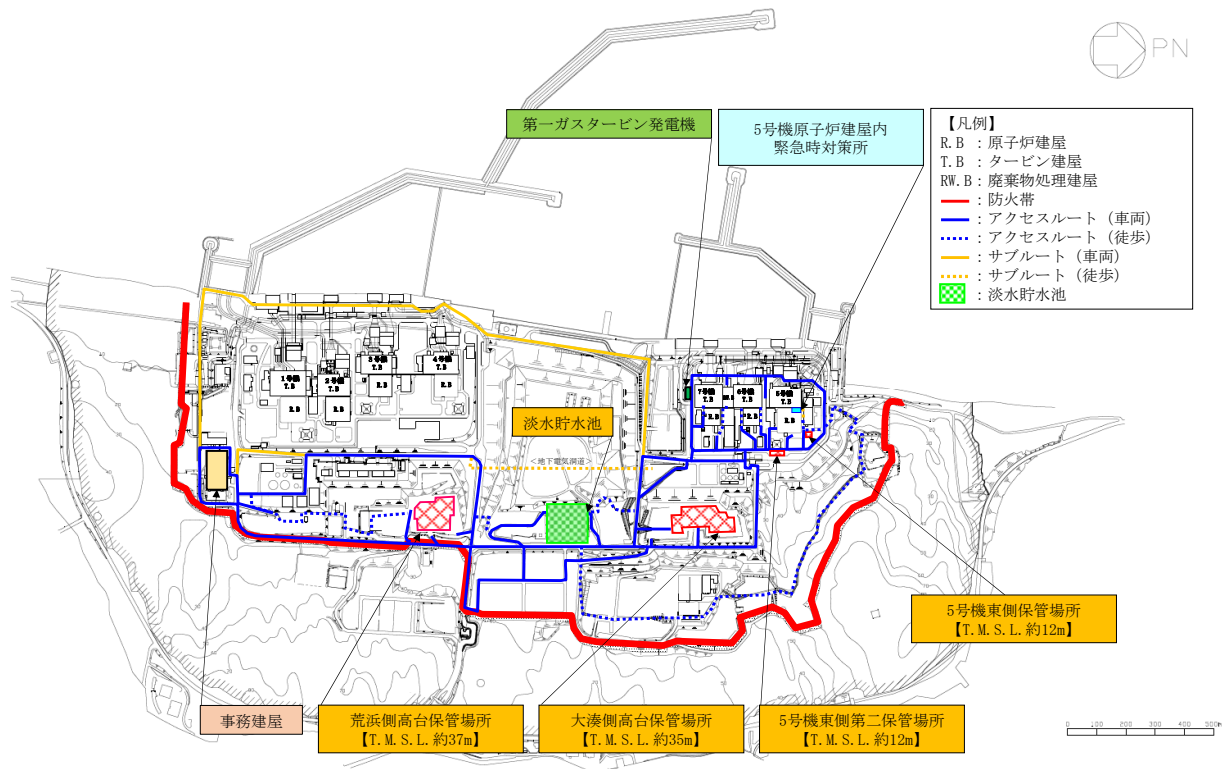 PN
第一ガスタービン発電機
5号機原子炉建屋内
緊急時対策所
【凡例】
R.B ：原子炉建屋
T.B ：タービン建屋
RW.B：廃棄物処理建屋
：防火帯
：アクセスルート（車両）
：アクセスルート（徒歩）
：サブルート（車両）
：サブルート（徒歩）
：淡水貯水池
1号機
T.B
R.B
2号機
T.B
R.B
3号機
T.B
R.B
4号機
T.B
R.B
7号機
T.B
R.B
RW.B
6号機
T.B
R.B
5号機
T.B
R.B
淡水貯水池
<地下電気洞道>
5号機東側保管場所
【T.M.S.L.約12m】
事務建屋
荒浜側高台保管場所
【T.M.S.L.約37m】
大湊側高台保管場所
【T.M.S.L.約35m】
5号機東側第二保管場所
【T.M.S.L.約12m】
0 100 200 300 400 500m